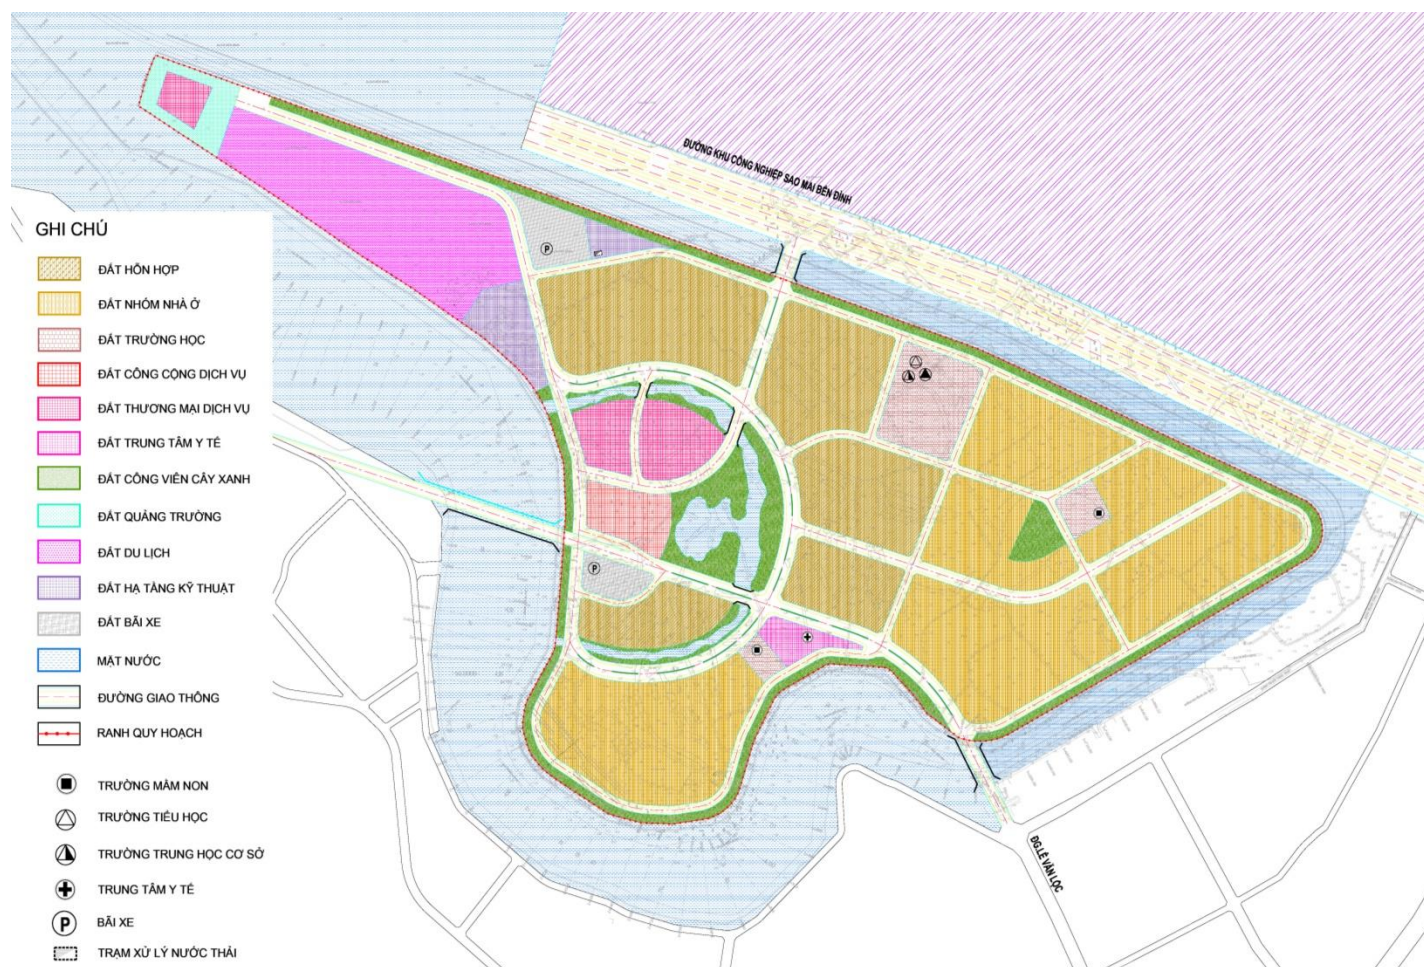 ĐƯỜNG KHU CÔNG NGHIỆP SAO MAI BẾN ĐÌNH
GHI CHÚ
ĐẤT HỖN HỢP
ĐẤT NHÓM NHÀ Ở
ĐẤT TRƯỜNG HỌC
ĐẤT CÔNG CỘNG DỊCH VỤ
ĐẤT THƯƠNG MẠI DỊCH VỤ
ĐẤT TRUNG TÂM Y TẾ
ĐẤT CÔNG VIÊN CÂY XANH
ĐẤT QUẢNG TRƯỜNG
ĐẤT DU LỊCH
ĐẤT HẠ TẦNG KỸ THUẬT
ĐẤT BÃI XE
MẶT NƯỚC
ĐƯỜNG GIAO THÔNG
RANH QUY HOẠCH
TRƯỜNG MẦM NON
TRƯỜNG TIỂU HỌC
TRƯỜNG TRUNG HỌC CƠ SỞ
TRUNG TÂM Y TẾ
P BÃI XE
TRẠM XỬ LÝ NƯỚC THẢI
P
P
ĐG.LÊ VĂN LỘC